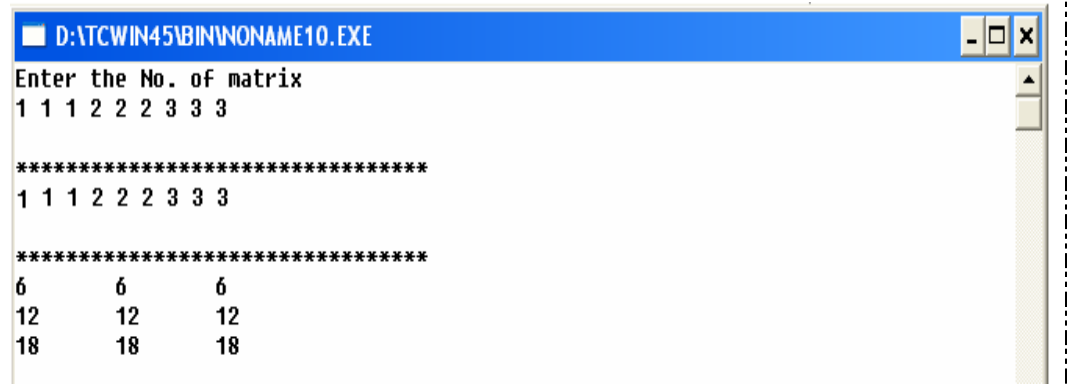 D:\TCWIN45\BIN\NONAME10.EXE
Enter the No. of matrix
1 1 1 2 2 2 3 3 3
*********************************
1 1 1 2 2 2 3 3 3
*********************************
6 6 6
12 12 12
18 18 18